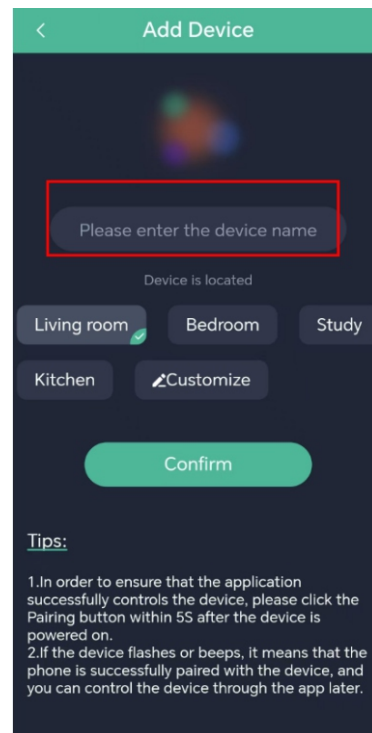 Add Device
Please enter the device name
Device is located
Living room Bedroom Study
Kitchen Customize
Confirm
Tips:
1.In order to ensure that the application
successfully controls the device, please click the
Pairing button within 5S after the device is
powered on.
2.If the device flashes or beeps, it means that the
phone is successfully paired with the device, and
you can control the device through the app later.